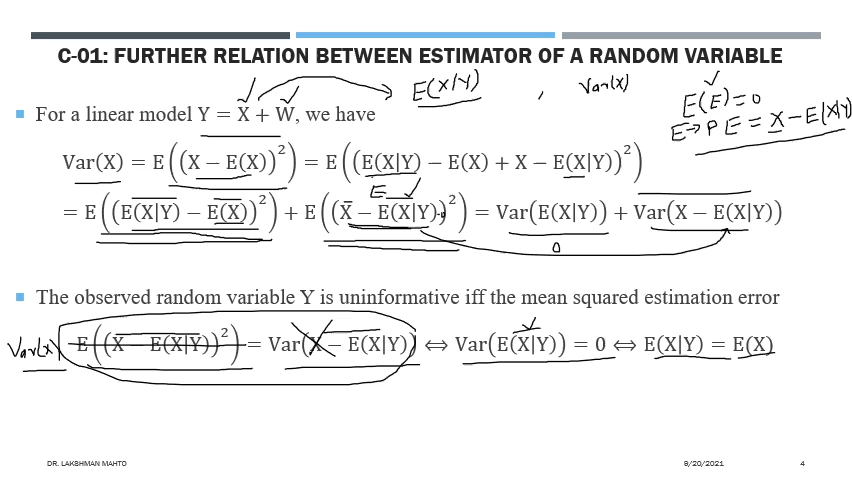 C-01: FURTHER RELATION BETWEEN ESTIMATOR OF A RANDOM VARIABLE
E(X/Y) , Var(X)
E(E)=0
E→P E = X-E(X|Y)
For a linear model Y = X + W, we have
Var(X) = E((X − E(X))²) = E((E(X|Y) − E(X) + X − E(X|Y))²)
E
= E((E(X|Y) − E(X))²) + E((X̄ − E(X|Y))²) = Var(E(X|Y)) + Var(X − E(X|Y))
0
The observed random variable Y is uninformative iff the mean squared estimation error
Var(X) E((X − E(X|Y))²) = Var(X − E(X|Y)) ⇔ Var(E(X|Y)) = 0 ⇔ E(X|Y) = E(X)
DR. LAKSHMAN MAHTO 9/20/2021 4